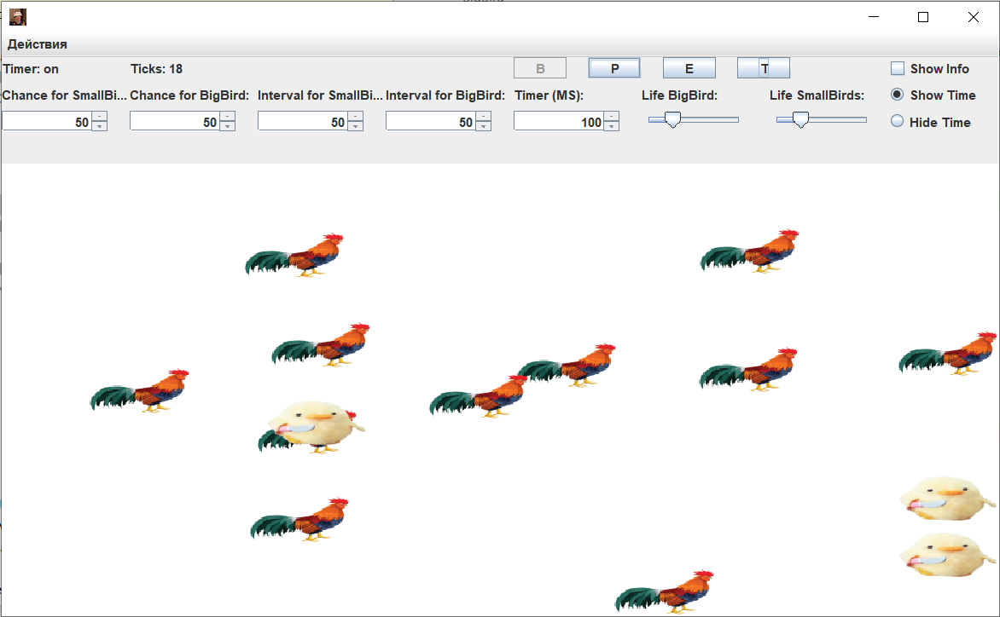 Действия
Timer: on Ticks: 18 B P E T Show Info
Chance for SmallBi... Chance for BigBird: Interval for SmallBi... Interval for BigBird: Timer (MS): Life BigBird: Life SmallBirds: Show Time
50 50 50 50 100 Hide Time